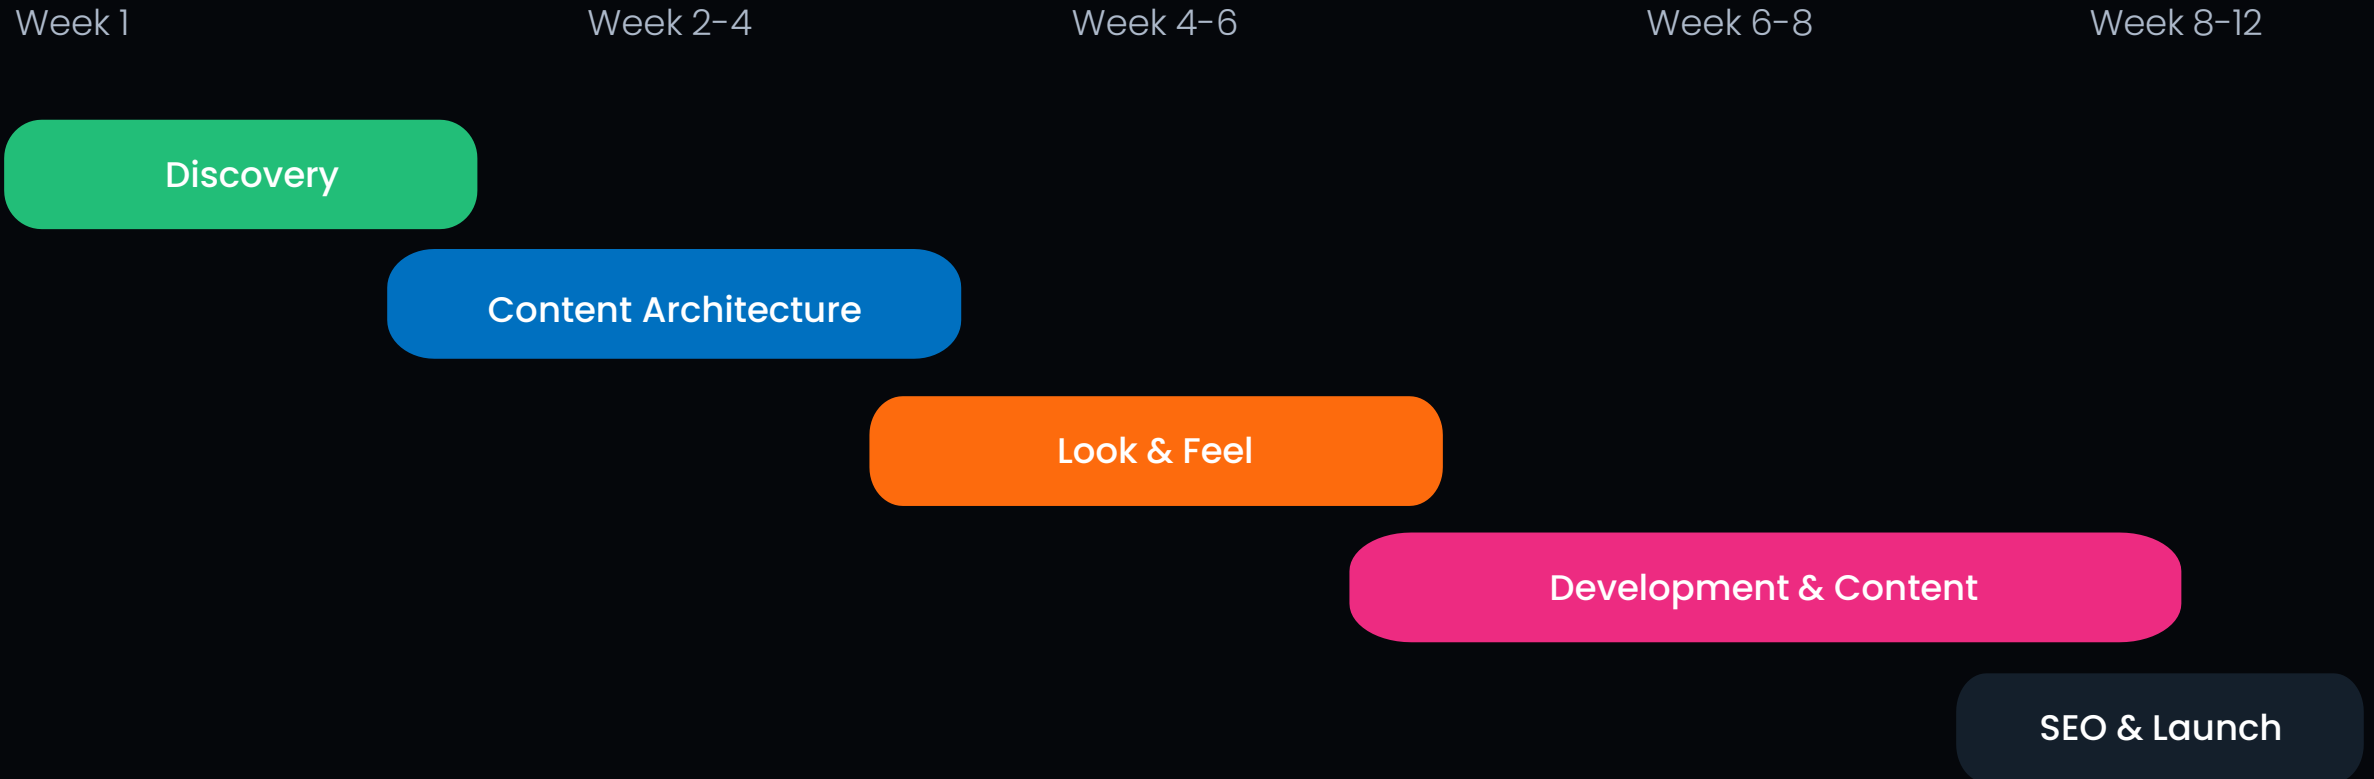 Week 1
Week 2-4
Week 4-6
Week 6-8
Week 8-12
Discovery
Content Architecture
Look & Feel
Development & Content
SEO & Launch